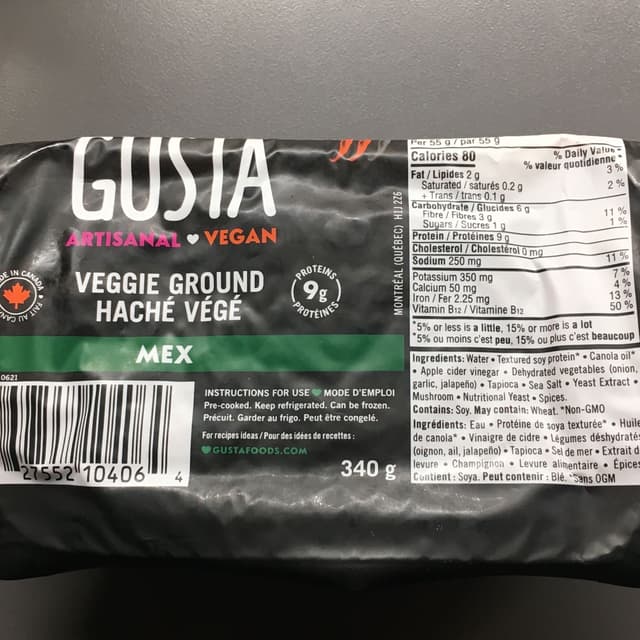 GUSTA
ARTISANAL ♥ VEGAN
MADE IN CANADA
FAIT AU CANADA
VEGGIE GROUND
HACHÉ VÉGÉ
PROTEINS
9g
PROTÉINES
MEX
0621
27552 10406 4
INSTRUCTIONS FOR USE ♥ MODE D'EMPLOI
Pre-cooked. Keep refrigerated. Can be frozen.
Précuit. Garder au frigo. Peut être congelé.
For recipes ideas / Pour des idées de recettes :
♥ GUSTAFOODS.COM
340 g
MONTRÉAL (QUÉBEC) H1J 2Z9
Per 55 g / par 55 g
Calories 80
% Daily Value*
% valeur quotidienne*
Fat / Lipides 2 g 3 %
Saturated / saturés 0.2 g 2 %
+ Trans / trans 0.1 g
Carbohydrate / Glucides 6 g
Fibre / Fibres 3 g 11 %
Sugars / Sucres 1 g 1 %
Protein / Protéines 9 g
Cholesterol / Cholestérol 0 mg
Sodium 250 mg 11 %
Potassium 350 mg 7 %
Calcium 50 mg 4 %
Iron / Fer 2.25 mg 13 %
Vitamin B12 / Vitamine B12 50 %
*5% or less is a little, 15% or more is a lot
*5% ou moins c'est peu, 15% ou plus c'est beaucoup
Ingredients: Water • Textured soy protein* • Canola oil*
• Apple cider vinegar • Dehydrated vegetables (onion,
garlic, jalapeño) • Tapioca • Sea Salt • Yeast Extract •
Mushroom • Nutritional Yeast • Spices.
Contains: Soy. May contain: Wheat. *Non-GMO
Ingrédients: Eau • Protéine de soya texturée* • Huile
de canola* • Vinaigre de cidre • Légumes déshydratés
(oignon, ail, jalapeño) • Tapioca • Sel de mer • Extrait d
levure • Champignon • Levure alimentaire • Épices
Contient : Soya. Peut contenir : Blé. *Sans OGM